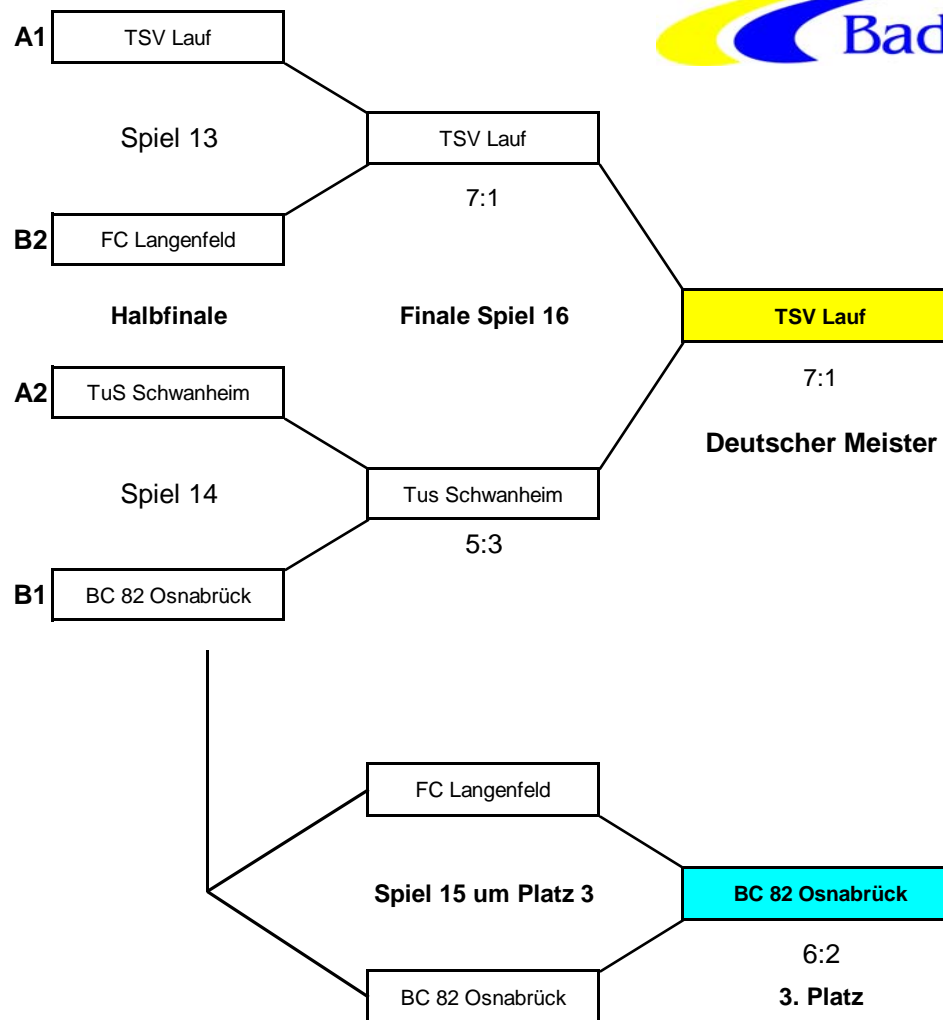 Bad
A1 TSV Lauf
Spiel 13
TSV Lauf
7:1
B2 FC Langenfeld
Halbfinale
Finale Spiel 16
TSV Lauf
7:1
Deutscher Meister
A2 TuS Schwanheim
Spiel 14
Tus Schwanheim
5:3
B1 BC 82 Osnabrück
FC Langenfeld
Spiel 15 um Platz 3
BC 82 Osnabrück
6:2
3. Platz
BC 82 Osnabrück